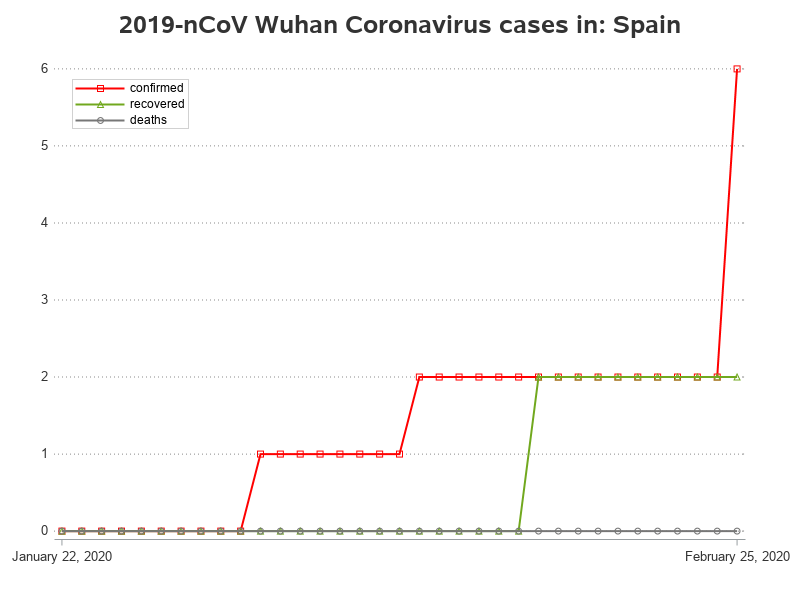 2019-nCoV Wuhan Coronavirus cases in: Spain
6
confirmed
recovered
deaths
5
4
3
2
1
0
January 22, 2020
February 25, 2020